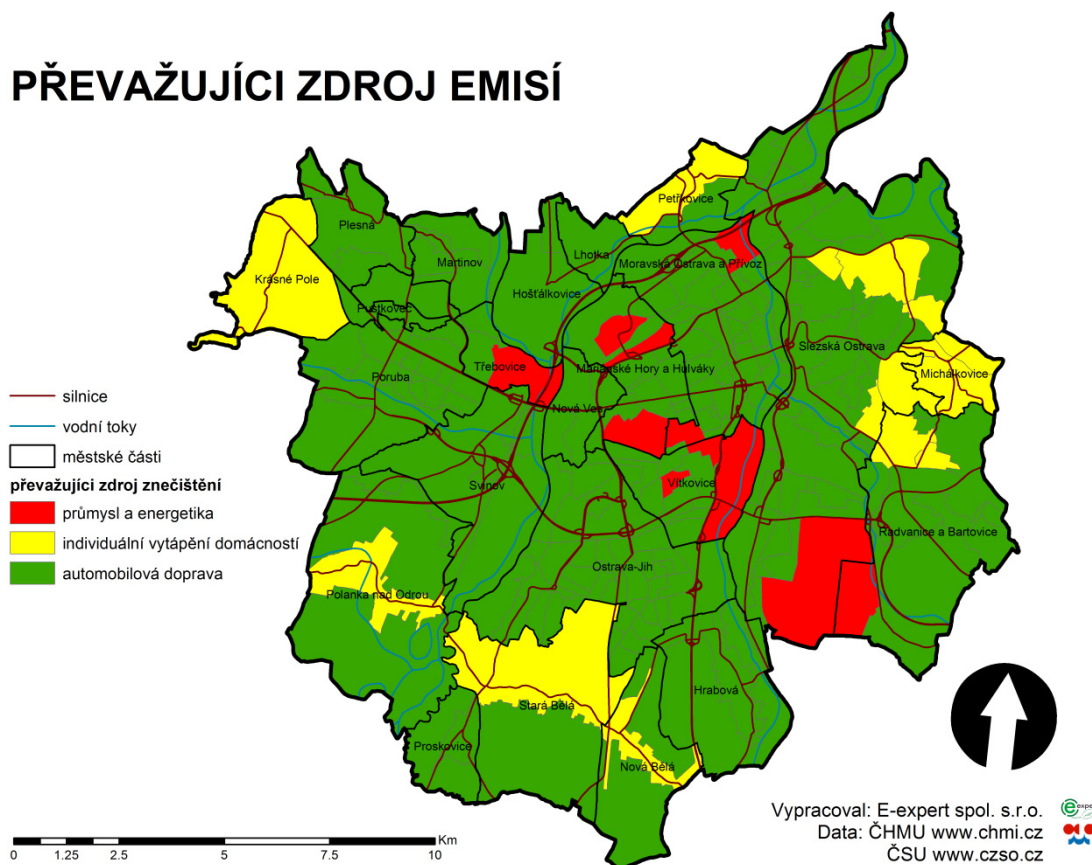 PŘEVAŽUJÍCI ZDROJ EMISÍ
Petřkovice
Plesná
Lhotka
Martinov
Moravská Ostrava a Přívoz
Krásné Pole
Hošťálkovice
Pustkovec
Slezská Ostrava
Třebovice
Mariánské Hory a Hulváky
Michálkovice
Poruba
Nová Ves
Svinov
Vítkovice
Radvanice a Bartovice
Ostrava-Jih
Polanka nad Odrou
Hrabová
Stará Bělá
Proskovice
Nová Bělá
silnice
vodní toky
městské části
převažujíci zdroj znečištění
průmysl a energetika
individuální vytápění domácností
automobilová doprava
Km
0 1.25 2.5 5 7.5 10
Vypracoval: E-expert spol. s.r.o.
Data: ČHMU www.chmi.cz
ČSU www.czso.cz